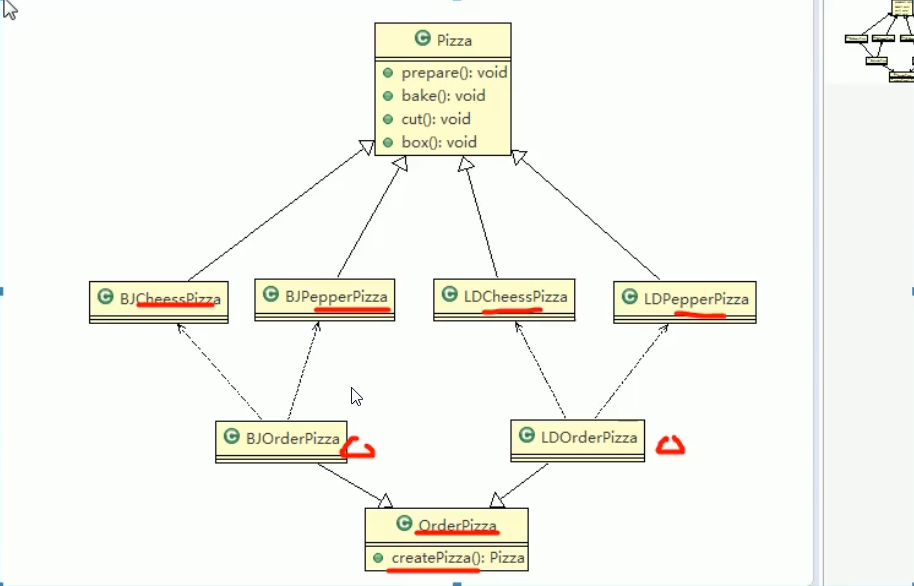 Pizza
prepare(): void
bake(): void
cut(): void
box(): void
BJCheessPizza
BJPepperPizza
LDCheessPizza
LDPepperPizza
BJOrderPizza
LDOrderPizza
OrderPizza
createPizza(): Pizza